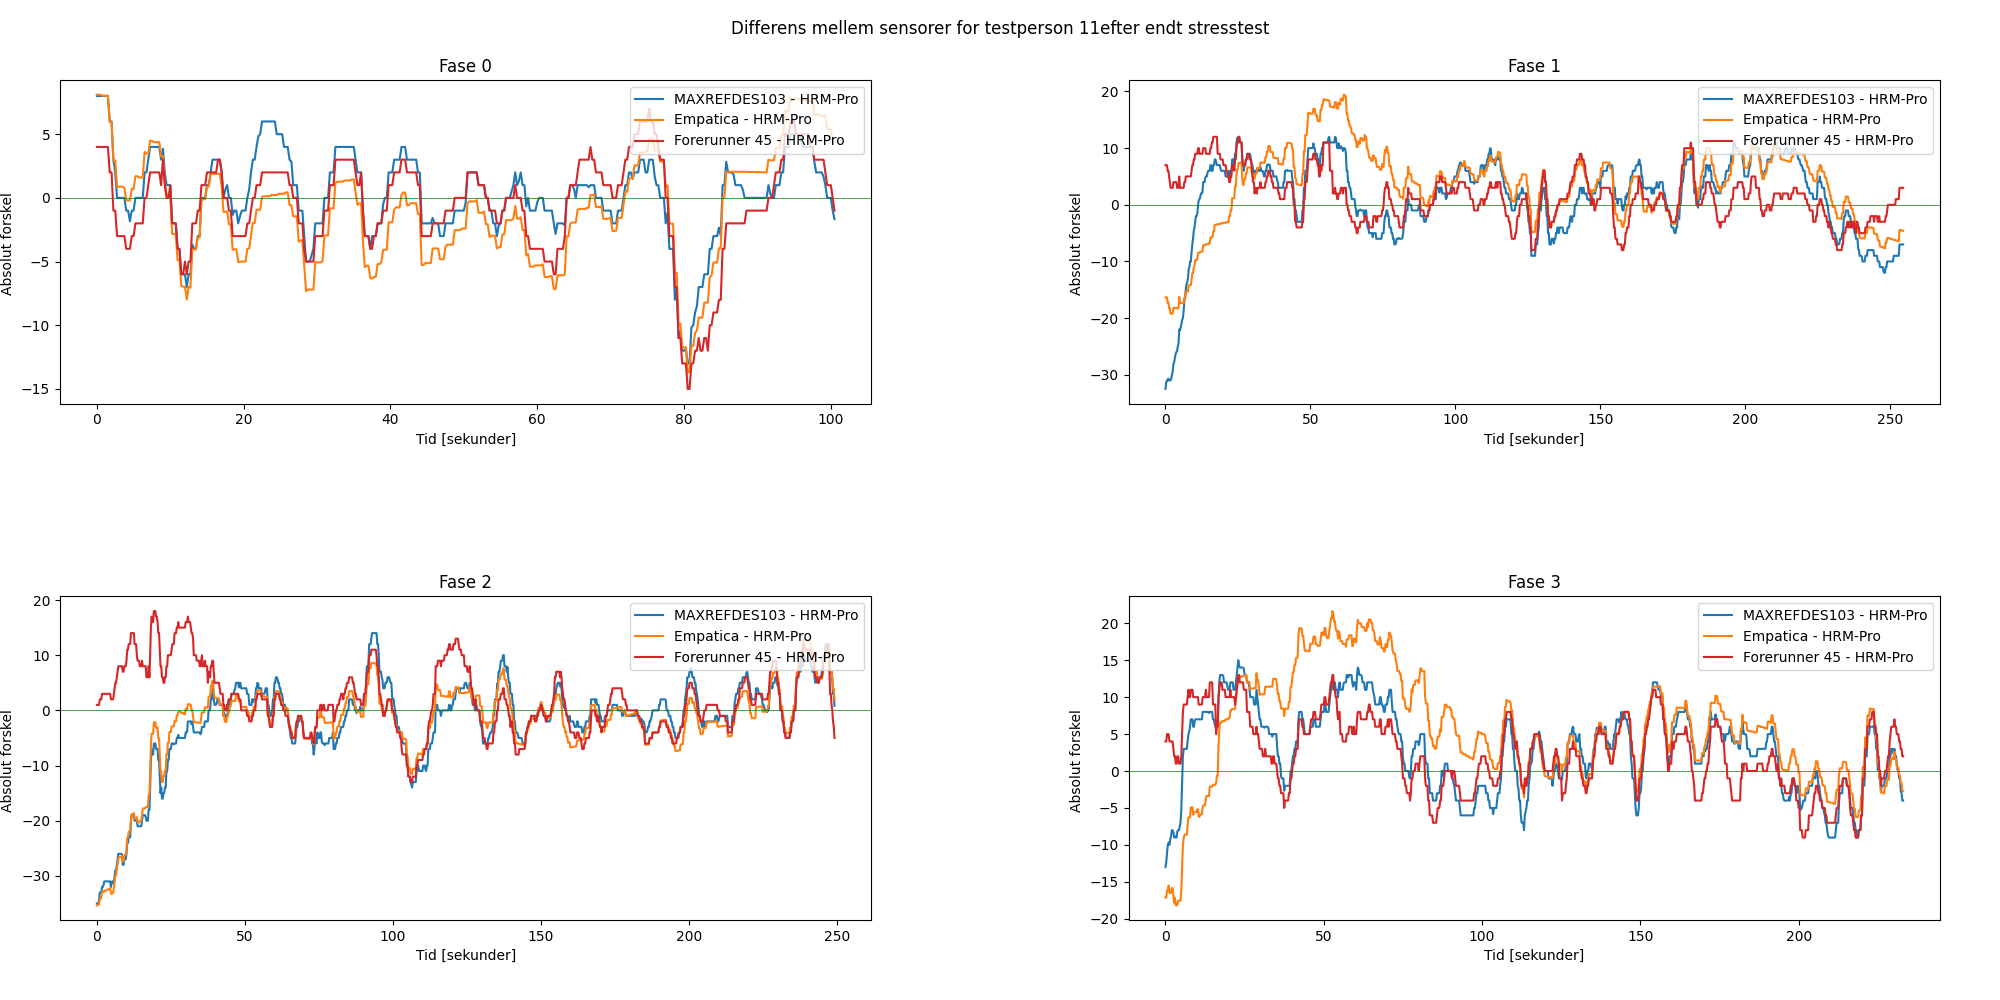 Differens mellem sensorer for testperson 11efter endt stresstest
Fase 0
MAXREFDES103 - HRM-Pro
Empatica - HRM-Pro
Forerunner 45 - HRM-Pro
Absolut forskel
5
0
−5
−10
−15
0 20 40 60 80 100
Tid [sekunder]
Fase 1
MAXREFDES103 - HRM-Pro
Empatica - HRM-Pro
Forerunner 45 - HRM-Pro
Absolut forskel
20
10
0
−10
−20
−30
0 50 100 150 200 250
Tid [sekunder]
Fase 2
MAXREFDES103 - HRM-Pro
Empatica - HRM-Pro
Forerunner 45 - HRM-Pro
Absolut forskel
20
10
0
−10
−20
−30
0 50 100 150 200 250
Tid [sekunder]
Fase 3
MAXREFDES103 - HRM-Pro
Empatica - HRM-Pro
Forerunner 45 - HRM-Pro
Absolut forskel
20
15
10
5
0
−5
−10
−15
−20
0 50 100 150 200
Tid [sekunder]